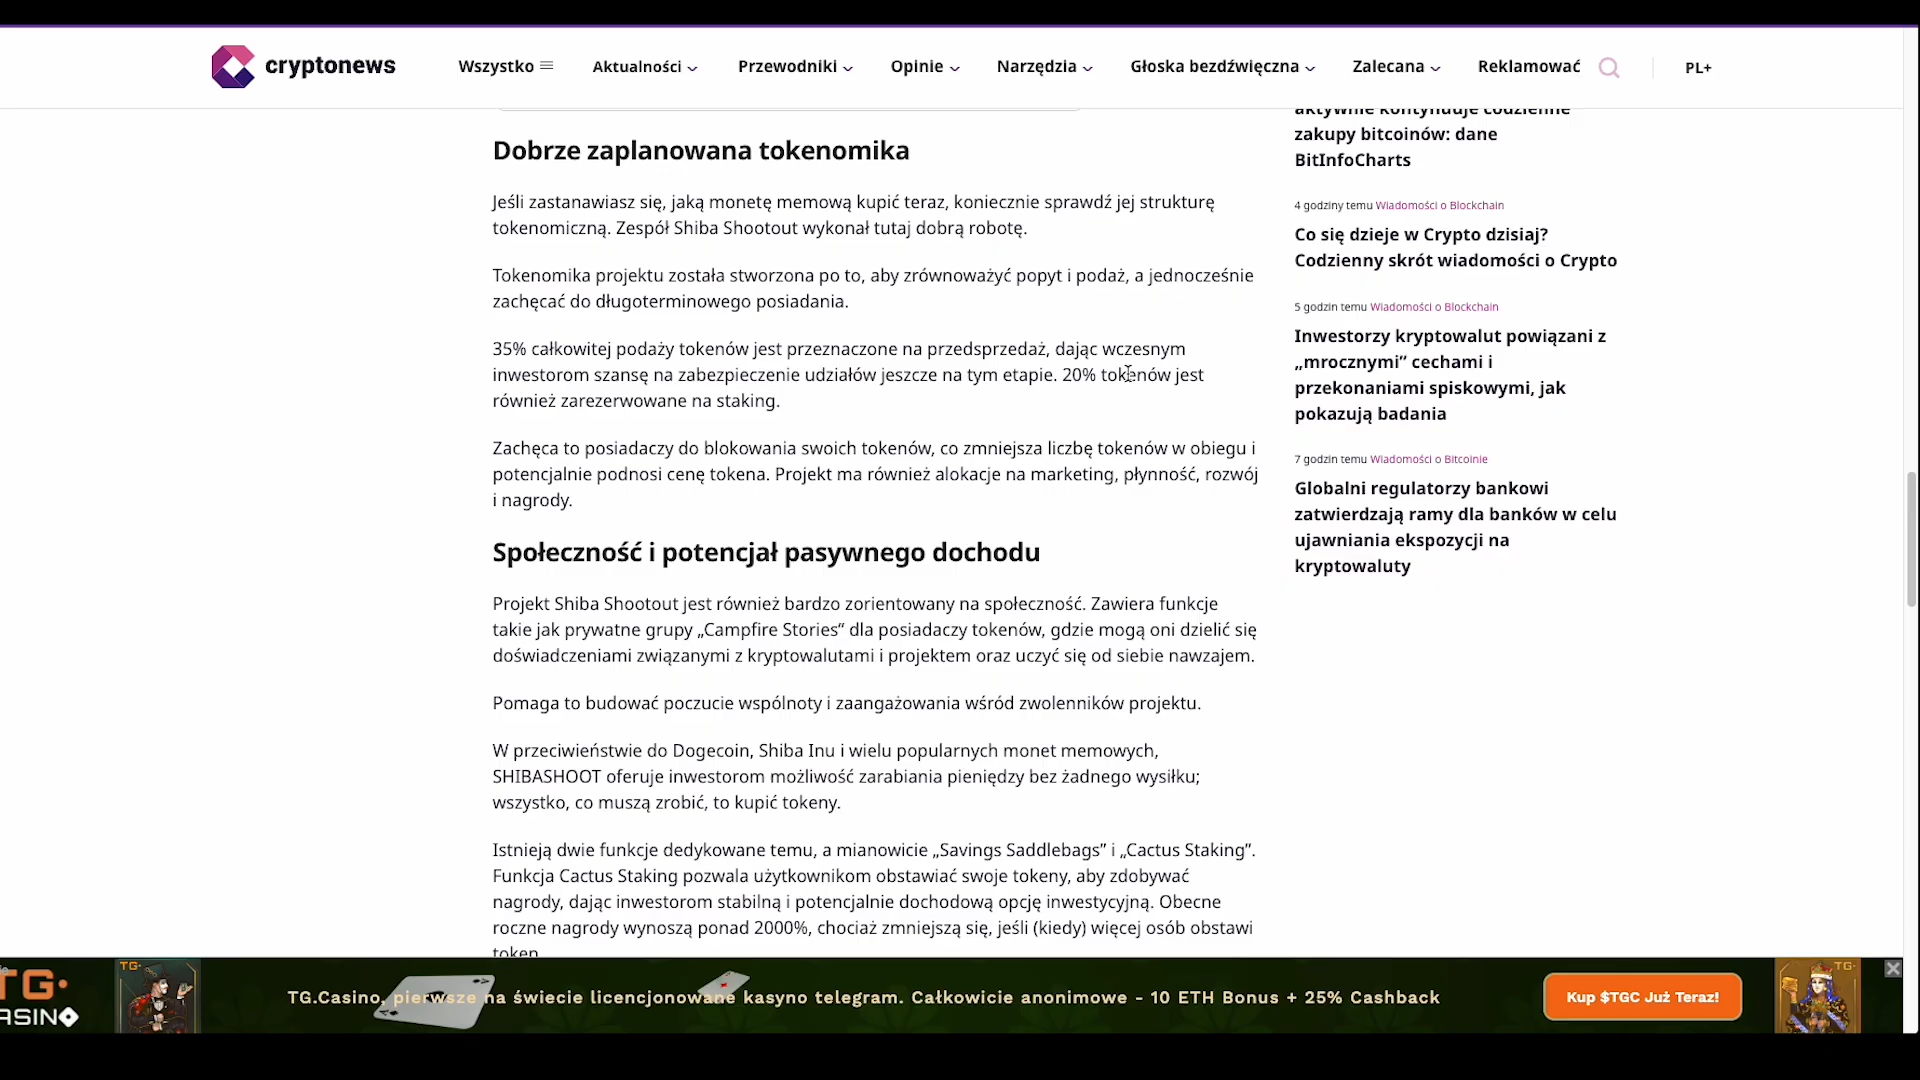 cryptonews
Wszystko
Aktualności
Przewodniki
Opinie
Narzędzia
Głoska bezdźwięczna
Zalecana
Reklamować
PL+
Dobrze zaplanowana tokenomika
Jeśli zastanawiasz się, jaką monetę memową kupić teraz, koniecznie sprawdź jej strukturę
tokenomiczną. Zespół Shiba Shootout wykonał tutaj dobrą robotę.
Tokenomika projektu została stworzona po to, aby zrównoważyć popyt i podaż, a jednocześnie
zachęcać do długoterminowego posiadania.
35% całkowitej podaży tokenów jest przeznaczone na przedsprzedaż, dając wczesnym
inwestorom szansę na zabezpieczenie udziałów jeszcze na tym etapie. 20% tokenów jest
również zarezerwowane na staking.
Zachęca to posiadaczy do blokowania swoich tokenów, co zmniejsza liczbę tokenów w obiegu i
potencjalnie podnosi cenę tokena. Projekt ma również alokacje na marketing, płynność, rozwój
i nagrody.
Społeczność i potencjał pasywnego dochodu
Projekt Shiba Shootout jest również bardzo zorientowany na społeczność. Zawiera funkcje
takie jak prywatne grupy „Campfire Stories” dla posiadaczy tokenów, gdzie mogą oni dzielić się
doświadczeniami związanymi z kryptowalutami i projektem oraz uczyć się od siebie nawzajem.
Pomaga to budować poczucie wspólnoty i zaangażowania wśród zwolenników projektu.
W przeciwieństwie do Dogecoin, Shiba Inu i wielu popularnych monet memowych,
SHIBASHOOT oferuje inwestorom możliwość zarabiania pieniędzy bez żadnego wysiłku;
wszystko, co muszą zrobić, to kupić tokeny.
Istnieją dwie funkcje dedykowane temu, a mianowicie „Savings Saddlebags” i „Cactus Staking”.
Funkcja Cactus Staking pozwala użytkownikom obstawiać swoje tokeny, aby zdobywać
nagrody, dając inwestorom stabilną i potencjalnie dochodową opcję inwestycyjną. Obecne
roczne nagrody wynoszą ponad 2000%, chociaż zmniejszą się, jeśli (kiedy) więcej osób obstawi
token.
aktywnie kontynuuje codzienne
zakupy bitcoinów: dane
BitInfoCharts
4 godziny temu Wiadomości o Blockchain
Co się dzieje w Crypto dzisiaj?
Codzienny skrót wiadomości o Crypto
5 godzin temu Wiadomości o Blockchain
Inwestorzy kryptowalut powiązani z
„mrocznymi” cechami i
przekonaniami spiskowymi, jak
pokazują badania
7 godzin temu Wiadomości o Bitcoinie
Globalni regulatorzy bankowi
zatwierdzają ramy dla banków w celu
ujawniania ekspozycji na
kryptowaluty
TG.
ASINO
TG.
TG.Casino, pierwsze na świecie licencjonowane kasyno telegram. Całkowicie anonimowe - 10 ETH Bonus + 25% Cashback
Kup $TGC Już Teraz!
TG.